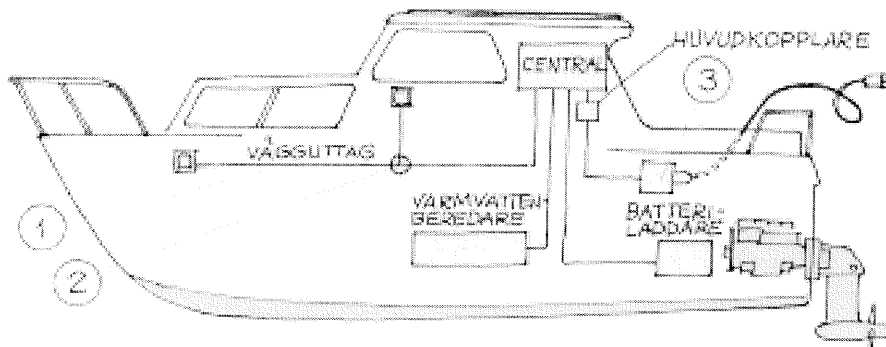 HUVUDKOPPLARE
CENTRAL
3
VÄGGUTTAG
VARMVATTEN-
BEREDARE
BATTERI-
LADDARE
1
2